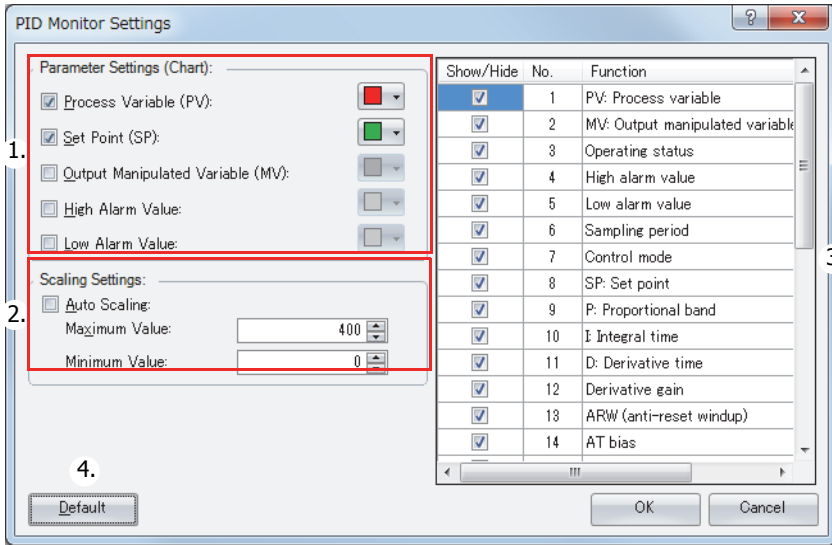 PID Monitor Settings
Parameter Settings (Chart):
Process Variable (PV):
Set Point (SP):
1.
Output Manipulated Variable (MV):
High Alarm Value:
Low Alarm Value:
Scaling Settings:
2.
Auto Scaling:
Maximum Value: 400
Minimum Value: 0
4.
Default
Show/Hide No. Function
1 PV: Process variable
2 MV: Output manipulated variable
3 Operating status
4 High alarm value
5 Low alarm value
6 Sampling period
7 Control mode
8 SP: Set point
9 P: Proportional band
10 I: Integral time
11 D: Derivative time
12 Derivative gain
13 ARW (anti-reset windup)
14 AT bias
3
OK Cancel